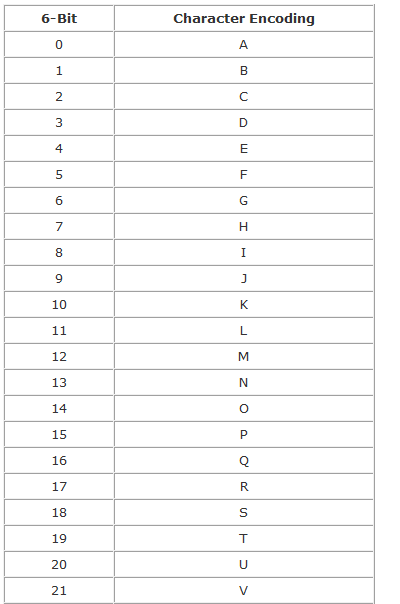 6-Bit Character Encoding
0 A
1 B
2 C
3 D
4 E
5 F
6 G
7 H
8 I
9 J
10 K
11 L
12 M
13 N
14 O
15 P
16 Q
17 R
18 S
19 T
20 U
21 V